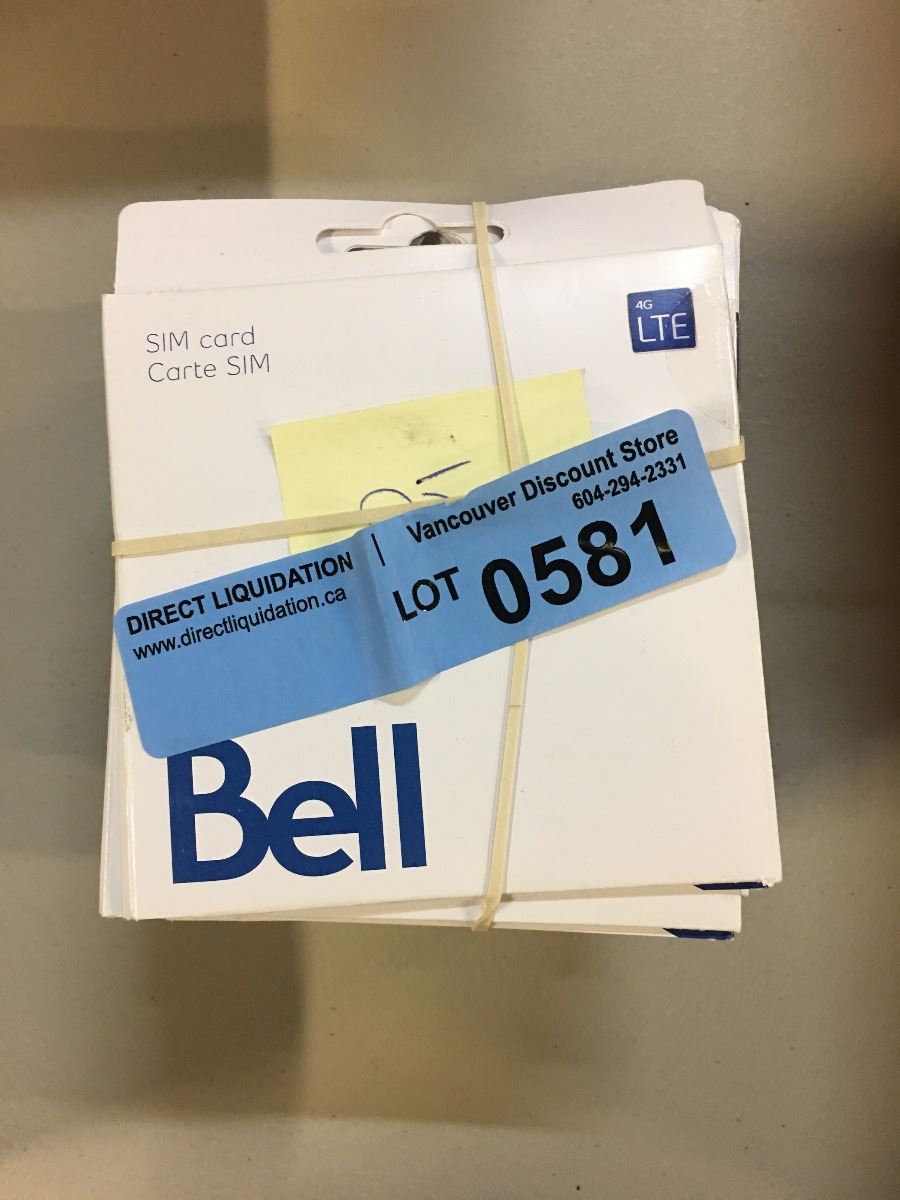 SIM card
Carte SIM
4G
LTE
DIRECT LIQUIDATION | Vancouver Discount Store
www.directliquidation.ca
604-294-2331
LOT 0581
Bell